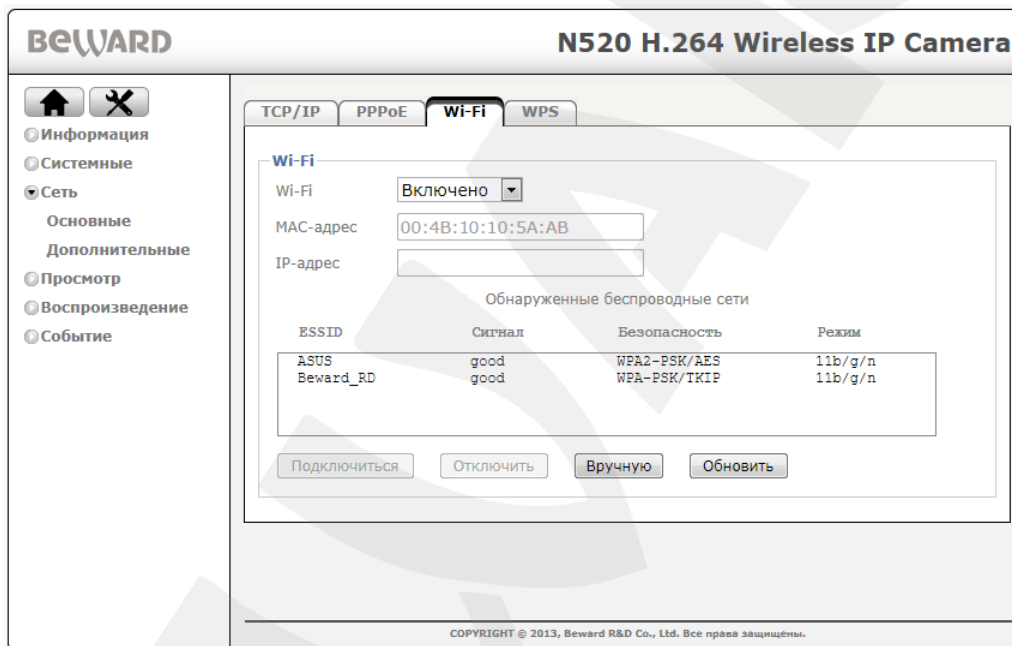 BEWARD
N520 H.264 Wireless IP Camera
Информация
Системные
Сеть
Основные
Дополнительные
Просмотр
Воспроизведение
Событие
TCP/IP PPPoE Wi-Fi WPS
Wi-Fi
Wi-Fi Включено
MAC-адрес 00:4B:10:10:5A:AB
IP-адрес
Обнаруженные беспроводные сети
ESSID Сигнал Безопасность Режим
ASUS good WPA2-PSK/AES 11b/g/n
Beward_RD good WPA-PSK/TKIP 11b/g/n
Подключиться Отключить Вручную Обновить
COPYRIGHT © 2013, Beward R&D Co., Ltd. Все права защищены.